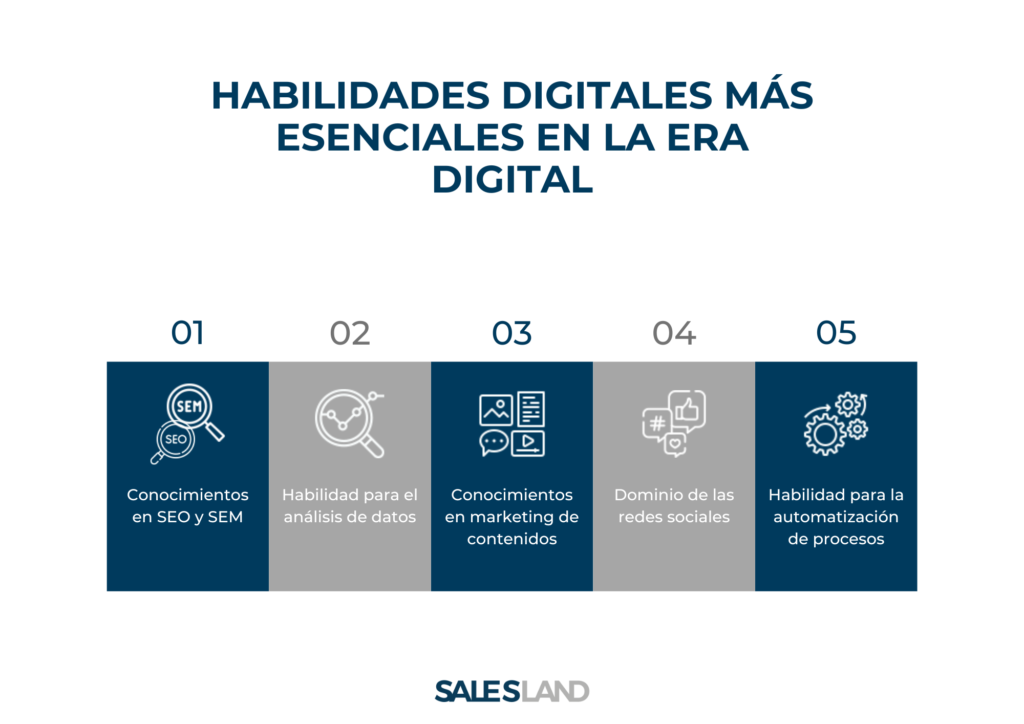 HABILIDADES DIGITALES MÁS
ESENCIALES EN LA ERA
DIGITAL
01
SEM
SEO
Conocimientos
en SEO y SEM
02
Habilidad para el
análisis de datos
03
Conocimientos
en marketing de
contenidos
04
#
Dominio de las
redes sociales
05
Habilidad para la
automatización
de procesos
SALESLAND